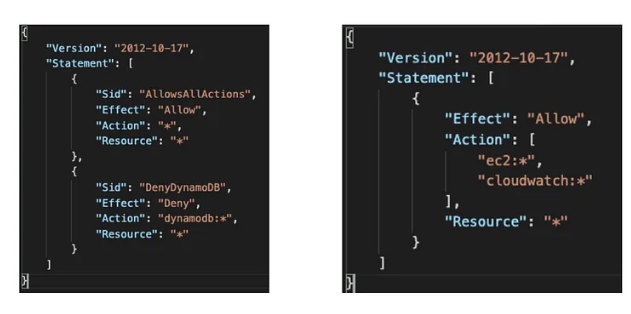 {
"Version": "2012-10-17",
"Statement": [
{
"Sid": "AllowsAllActions",
"Effect": "Allow",
"Action": "*",
"Resource": "*"
},
{
"Sid": "DenyDynamoDB",
"Effect": "Deny",
"Action": "dynamodb:*",
"Resource": "*"
}
]
}
{
"Version": "2012-10-17",
"Statement": [
{
"Effect": "Allow",
"Action": [
"ec2:*",
"cloudwatch:*"
],
"Resource": "*"
}
]
}